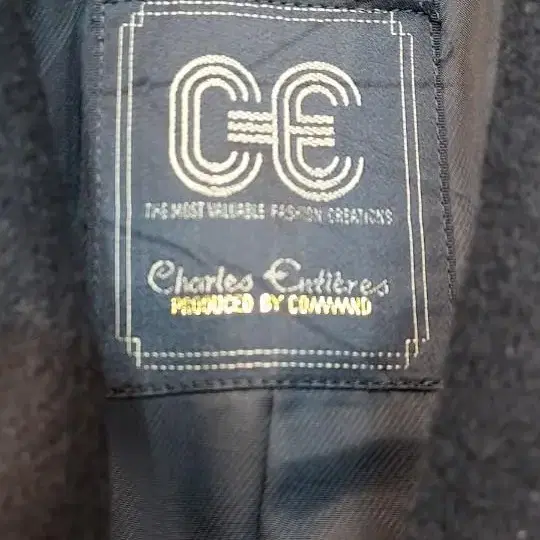 CE
THE MOST VALUABLE FASHION CREATIONS
Charles Entières
PRODUCED BY COMMAND